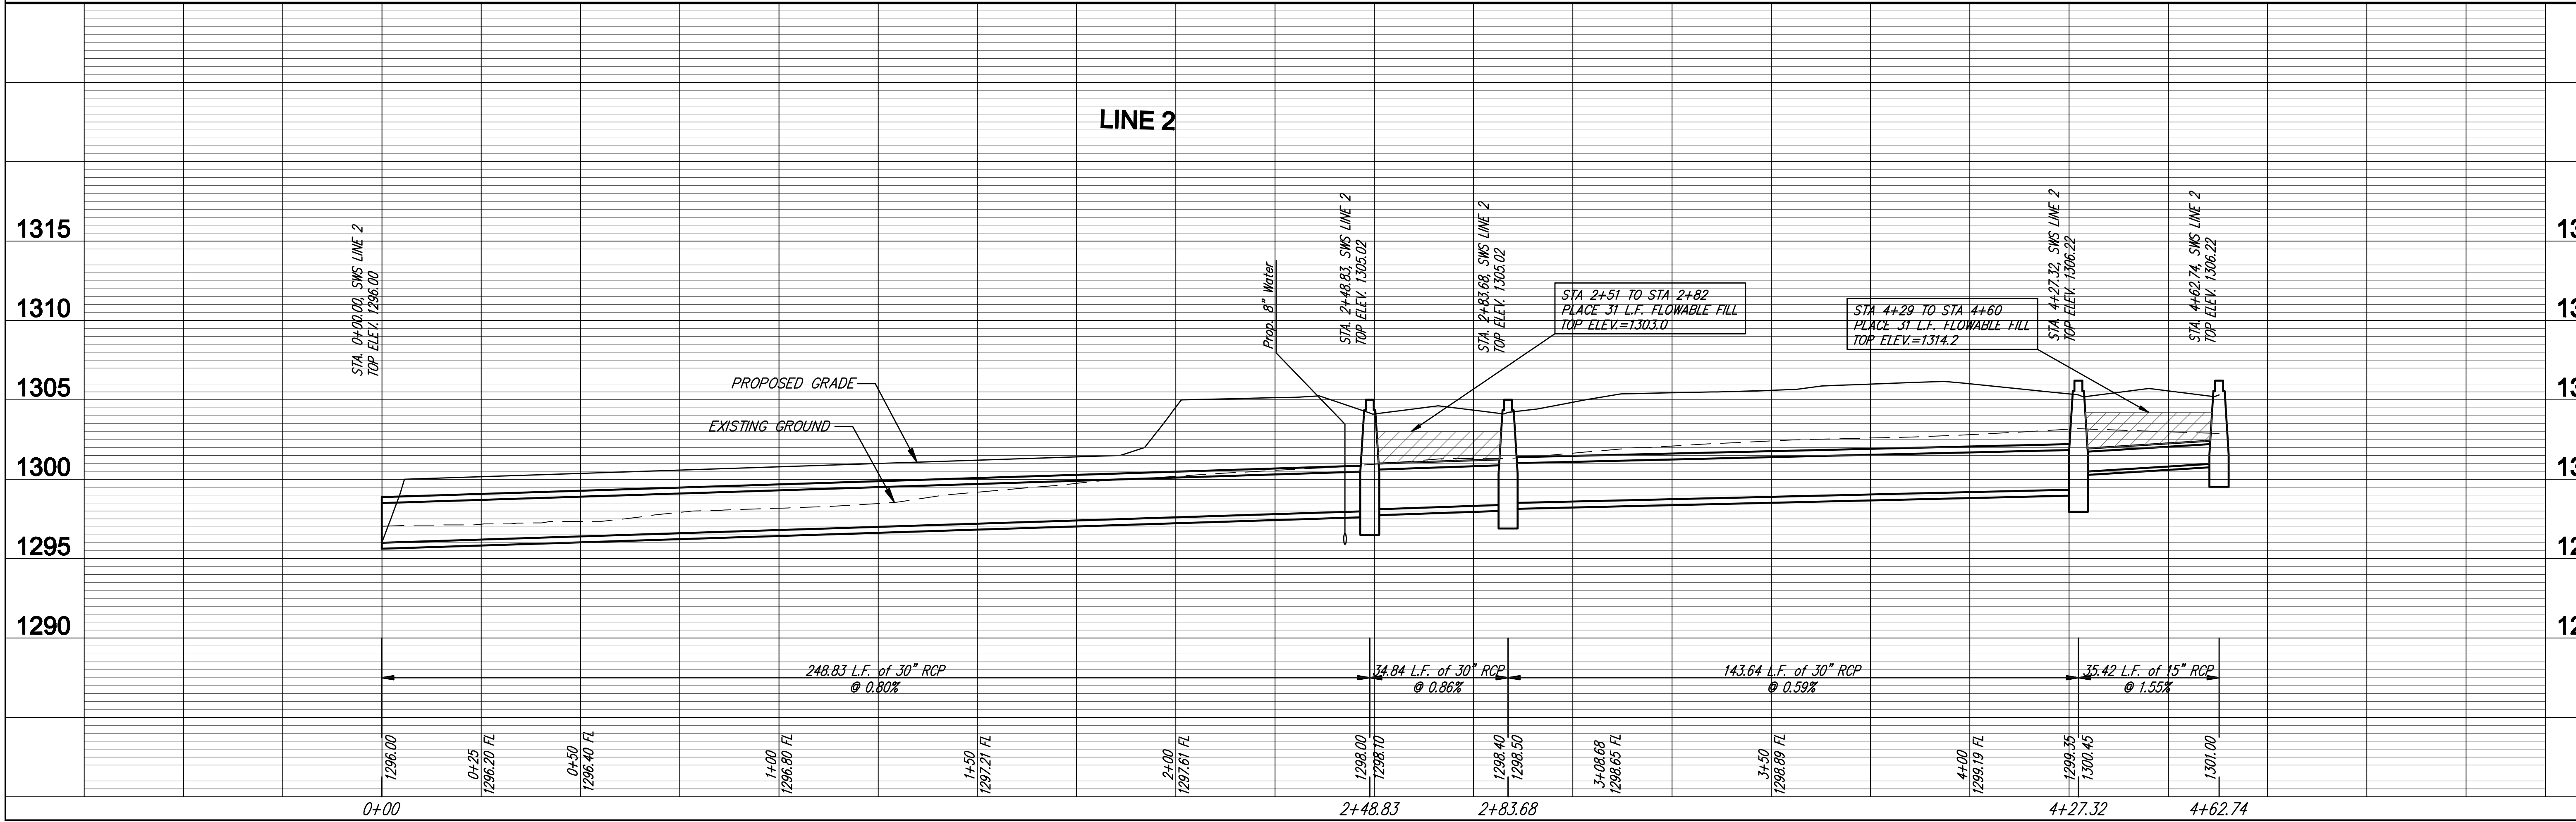 LINE 2
1315
1310
1305
1300
1295
1290
STA. 0+00.00, SWS LINE 2
TOP ELEV. 1296.00
PROPOSED GRADE
EXISTING GROUND
Prop. 8" Water
STA. 2+48.83, SWS LINE 2
TOP ELEV. 1305.02
STA. 2+83.68, SWS LINE 2
TOP ELEV. 1305.02
STA 2+51 TO STA 2+82
PLACE 31 L.F. FLOWABLE FILL
TOP ELEV.=1303.0
STA 4+29 TO STA 4+60
PLACE 31 L.F. FLOWABLE FILL
TOP ELEV.=1314.2
STA. 4+27.32, SWS LINE 2
TOP ELEV. 1306.22
STA. 4+62.74, SWS LINE 2
TOP ELEV. 1306.22
13
13
13
13
12
12
248.83 L.F. of 30" RCP
@ 0.80%
34.84 L.F. of 30" RCP
@ 0.86%
143.64 L.F. of 30" RCP
@ 0.59%
35.42 L.F. of 15" RCP
@ 1.55%
1296.00
0+25
1296.20 FL
0+50
1296.40 FL
1+00
1296.80 FL
1+50
1297.21 FL
2+00
1297.61 FL
1298.00
1298.10
1298.40
1298.50
3+08.68
1298.65 FL
3+50
1298.89 FL
4+00
1299.19 FL
1299.35
1300.45
1301.00
0+00
2+48.83
2+83.68
4+27.32
4+62.74